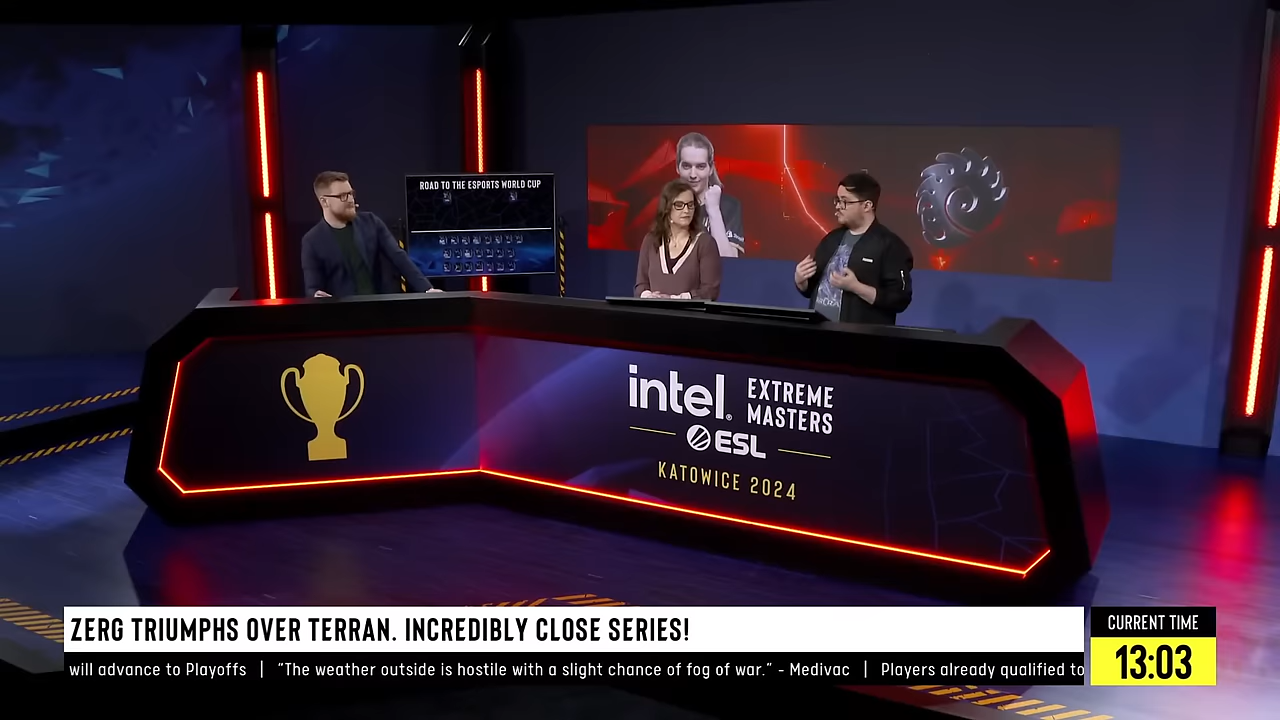 ROAD TO THE ESPORTS WORLD CUP
intel. EXTREME
MASTERS
ESL
KATOWICE 2024
ZERG TRIUMPHS OVER TERRAN. INCREDIBLY CLOSE SERIES!
CURRENT TIME
13:03
will advance to Playoffs | "The weather outside is hostile with a slight chance of fog of war." - Medivac | Players already qualified to